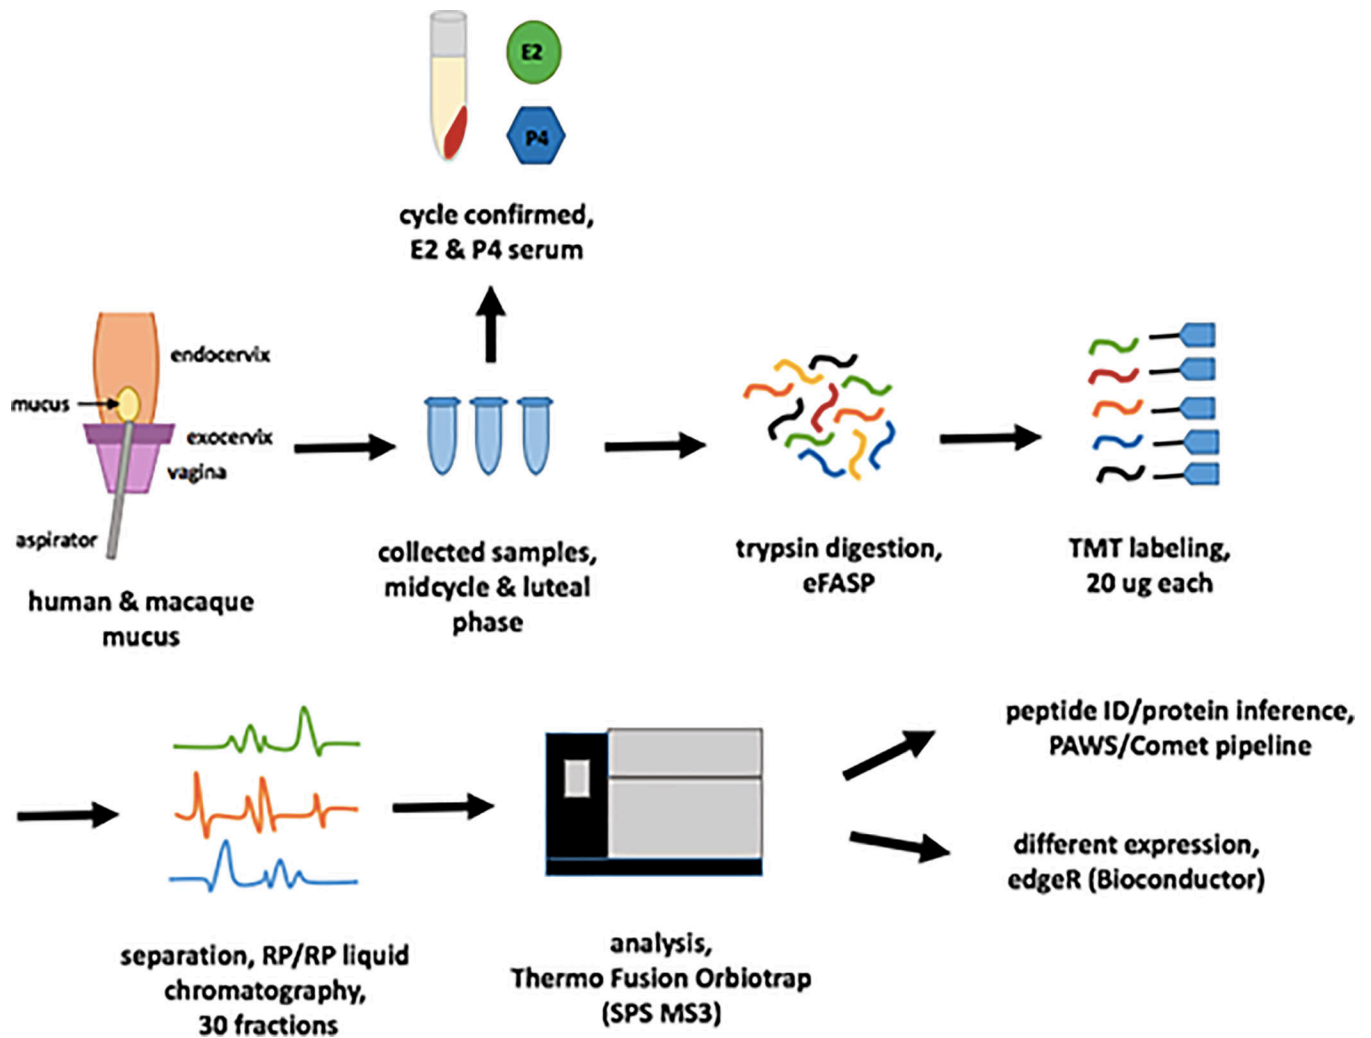 E2
P4
cycle confirmed,
E2 & P4 serum
endocervix
mucus
exocervix
vagina
aspirator
human & macaque
mucus
collected samples,
midcycle & luteal
phase
trypsin digestion,
eFASP
TMT labeling,
20 ug each
separation, RP/RP liquid
chromatography,
30 fractions
analysis,
Thermo Fusion Orbiotrap
(SPS MS3)
peptide ID/protein inference,
PAWS/Comet pipeline
different expression,
edgeR (Bioconductor)